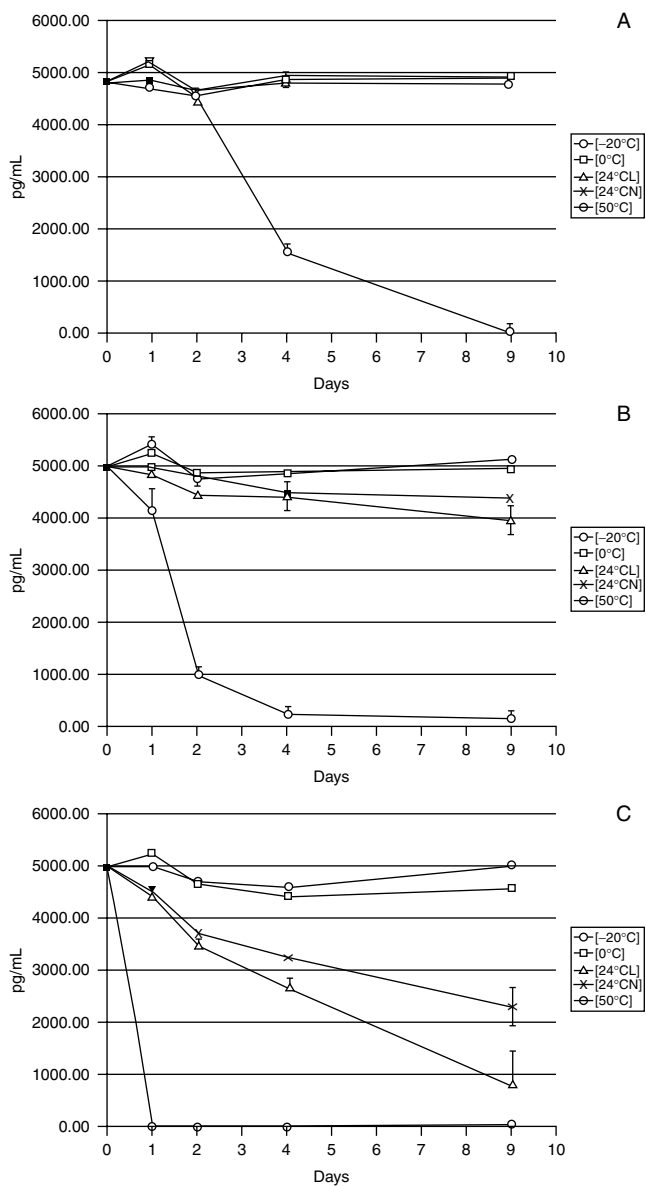 A
6000.00
5000.00
4000.00
3000.00
2000.00
1000.00
0.00
pg/mL
0 1 2 3 4 5 6 7 8 9 10
Days
[−20°C]
[0°C]
[24°CL]
[24°CN]
[50°C]
B
6000.00
5000.00
4000.00
3000.00
2000.00
1000.00
0.00
pg/mL
0 1 2 3 4 5 6 7 8 9 10
Days
[−20°C]
[0°C]
[24°CL]
[24°CN]
[50°C]
C
6000.00
5000.00
4000.00
3000.00
2000.00
1000.00
0.00
pg/mL
0 1 2 3 4 5 6 7 8 9 10
Days
[−20°C]
[0°C]
[24°CL]
[24°CN]
[50°C]